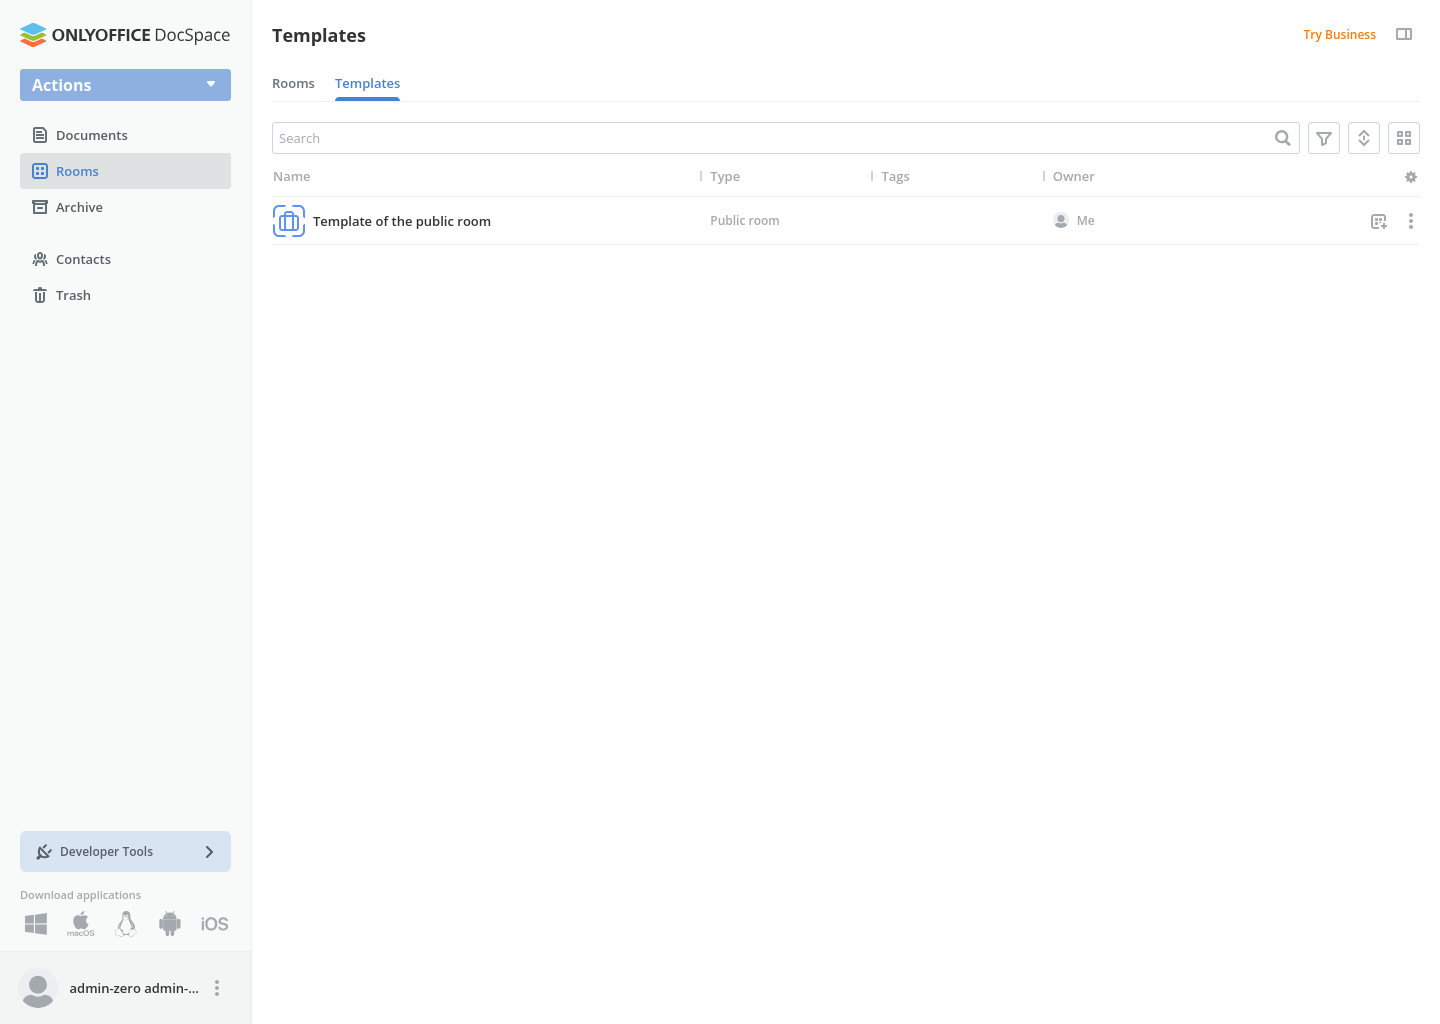 ONLYOFFICE DocSpace
Actions
Documents
Rooms
Archive
Contacts
Trash
Developer Tools
Download applications
macOS
iOS
admin-zero admin-...
Templates
Try Business
Rooms
Templates
Search
Name
Type
Tags
Owner
Template of the public room
Public room
Me